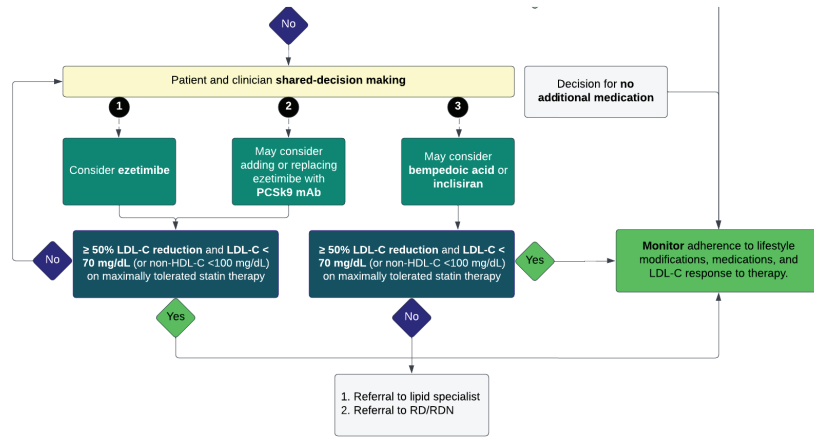 No
Patient and clinician shared-decision making
Decision for no
additional medication
1
2
3
Consider ezetimibe
May consider
adding or replacing
ezetimibe with
PCSk9 mAb
May consider
bempedoic acid or
inclisiran
No
≥ 50% LDL-C reduction and LDL-C <
70 mg/dL (or non-HDL-C <100 mg/dL)
on maximally tolerated statin therapy
≥ 50% LDL-C reduction and LDL-C <
70 mg/dL (or non-HDL-C <100 mg/dL)
on maximally tolerated statin therapy
Yes
Monitor adherence to lifestyle
modifications, medications, and
LDL-C response to therapy.
Yes
No
1. Referral to lipid specialist
2. Referral to RD/RDN